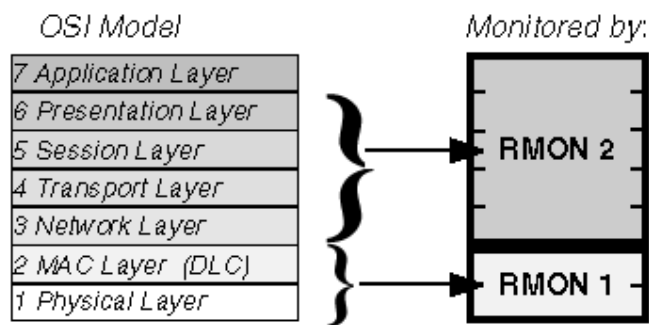 OSI Model
Monitored by:
7 Application Layer
6 Presentation Layer
5 Session Layer
4 Transport Layer
3 Network Layer
2 MAC Layer (DLC)
1 Physical Layer
RMON 2
RMON 1